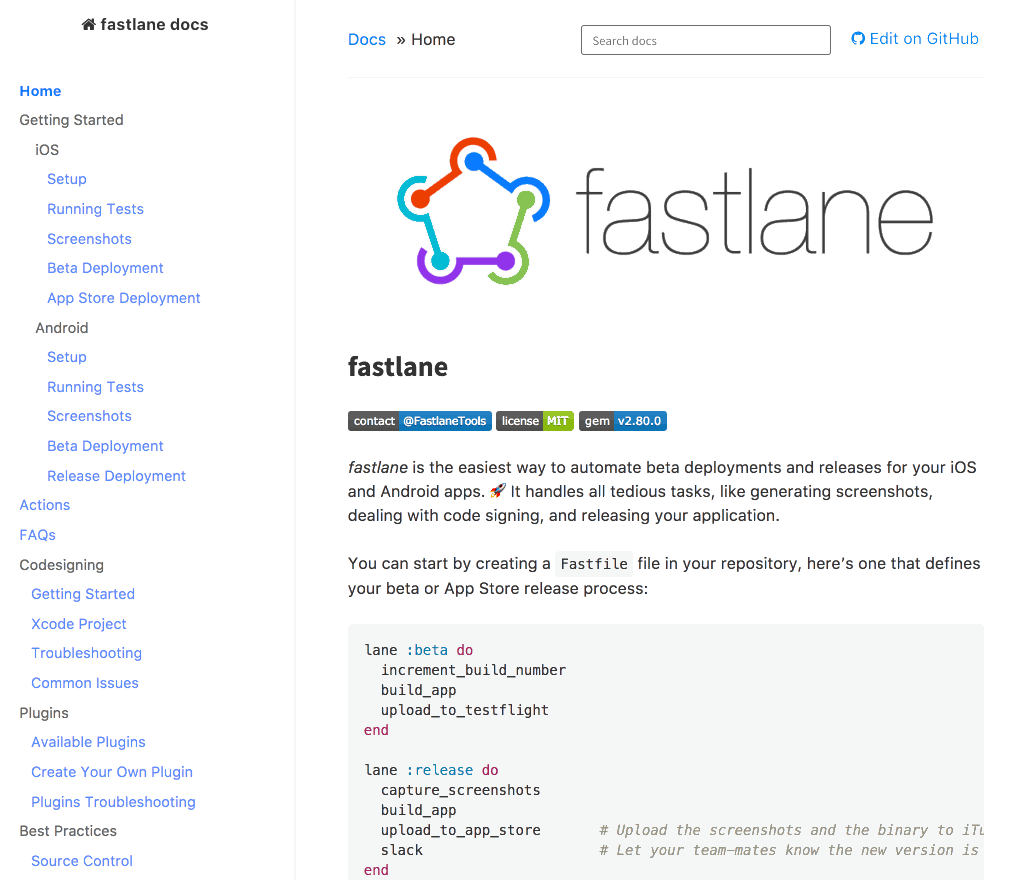 fastlane docs
Home
Getting Started
iOS
Setup
Running Tests
Screenshots
Beta Deployment
App Store Deployment
Android
Setup
Running Tests
Screenshots
Beta Deployment
Release Deployment
Actions
FAQs
Codesigning
Getting Started
Xcode Project
Troubleshooting
Common Issues
Plugins
Available Plugins
Create Your Own Plugin
Plugins Troubleshooting
Best Practices
Source Control
Docs » Home
Search docs
Edit on GitHub
fastlane
fastlane
contact @FastlaneTools license MIT gem v2.80.0
fastlane is the easiest way to automate beta deployments and releases for your iOS
and Android apps. 🚀 It handles all tedious tasks, like generating screenshots,
dealing with code signing, and releasing your application.
You can start by creating a Fastfile file in your repository, here’s one that defines
your beta or App Store release process:
lane :beta do
  increment_build_number
  build_app
  upload_to_testflight
end
lane :release do
  capture_screenshots
  build_app
  upload_to_app_store       # Upload the screenshots and the binary to
  slack                     # Let your team-mates know the new version is
end